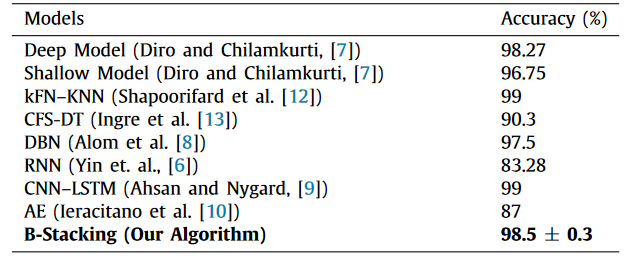 Models Accuracy (%)
Deep Model (Diro and Chilamkurti, [7]) 98.27
Shallow Model (Diro and Chilamkurti, [7]) 96.75
kFN–KNN (Shapoorifard et al. [12]) 99
CFS-DT (Ingre et al. [13]) 90.3
DBN (Alom et al. [8]) 97.5
RNN (Yin et. al., [6]) 83.28
CNN–LSTM (Ahsan and Nygard, [9]) 99
AE (Ieracitano et al. [10]) 87
B-Stacking (Our Algorithm) 98.5 ± 0.3